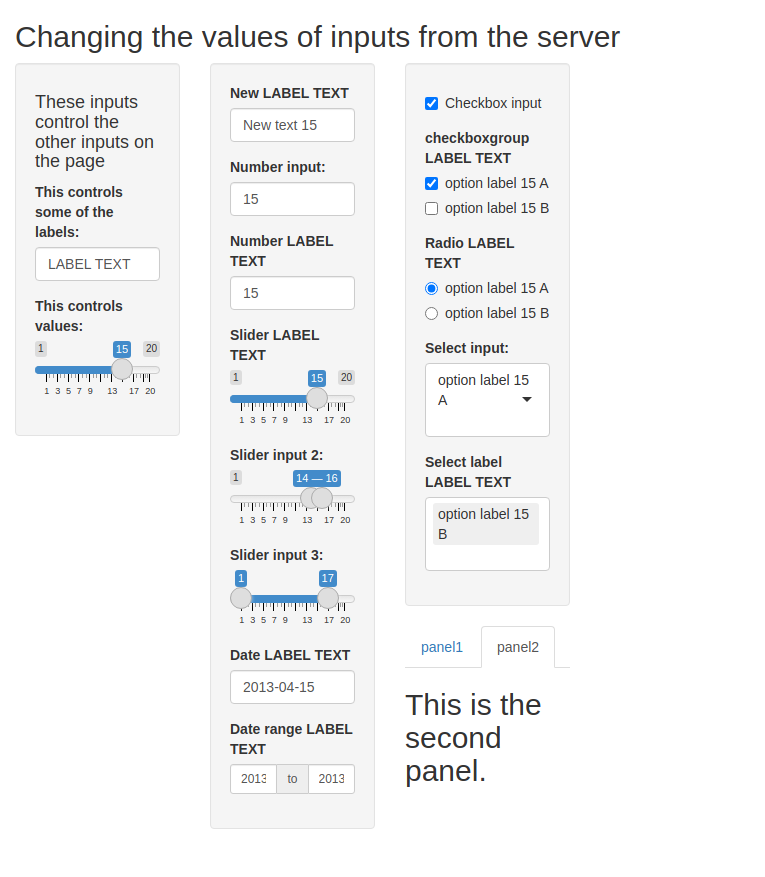 Changing the values of inputs from the server
These inputs
control the
other inputs on
the page
This controls
some of the
labels:
LABEL TEXT
This controls
values:
1 15 20
1 3 5 7 9 13 17 20
New LABEL TEXT
New text 15
Number input:
15
Number LABEL
TEXT
15
Slider LABEL
TEXT
1 15 20
1 3 5 7 9 13 17 20
Slider input 2:
1 14 — 16
1 3 5 7 9 13 17 20
Slider input 3:
1 17
1 3 5 7 9 13 17 20
Date LABEL TEXT
2013-04-15
Date range LABEL
TEXT
2013 to 2013
Checkbox input
checkboxgroup
LABEL TEXT
option label 15 A
option label 15 B
Radio LABEL
TEXT
option label 15 A
option label 15 B
Select input:
option label 15
A
Select label
LABEL TEXT
option label 15
B
panel1 panel2
This is the
second
panel.